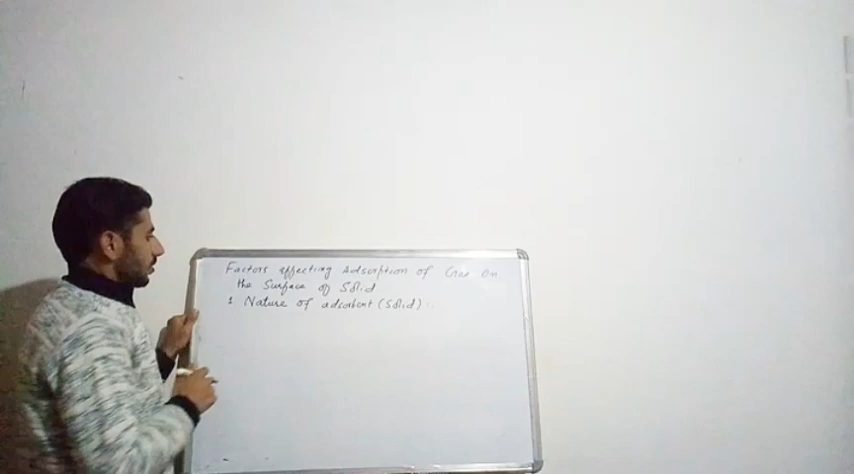 Factors affecting Adsorption of Gas on
the Surface of Solid
1 Nature of adsorbent (Solid)